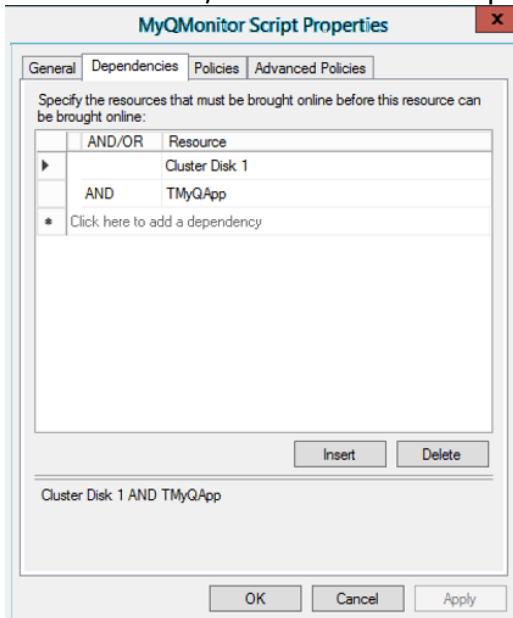 MyQMonitor Script Properties
x
General Dependencies Policies Advanced Policies
Specify the resources that must be brought online before this resource can
be brought online:
AND/OR Resource
Cluster Disk 1
AND TMyQApp
Click here to add a dependency
Insert Delete
Cluster Disk 1 AND TMyQApp
OK Cancel Apply